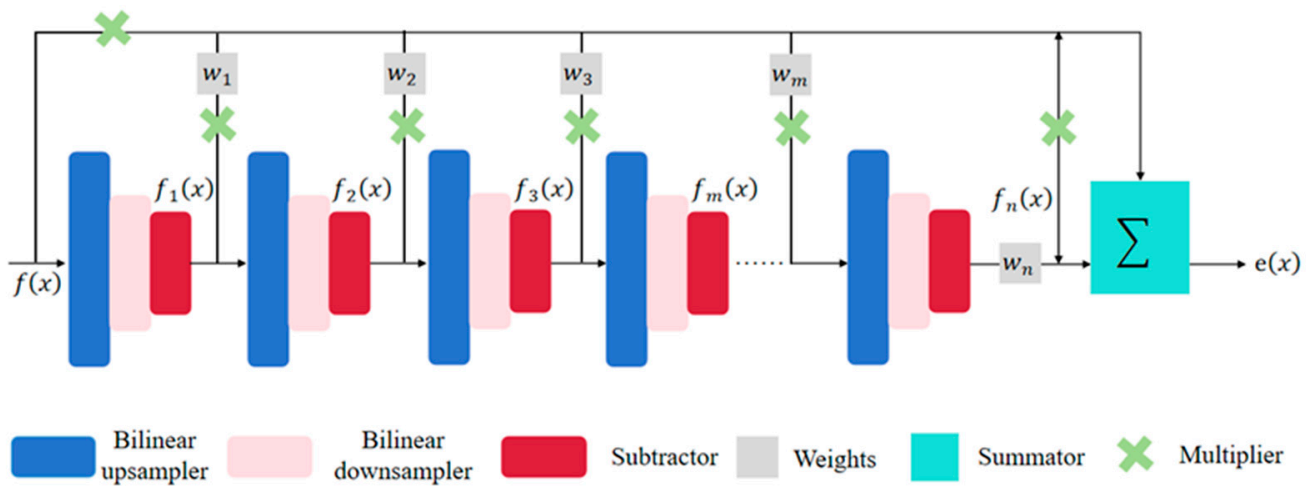 w₁ w₂ w₃ wₘ
f₁(x) f₂(x) f₃(x) fₘ(x) fₙ(x)
f(x) ...... wₙ ∑ e(x)
Bilinear upsampler
Bilinear downsampler
Subtractor
Weights
Summator
Multiplier